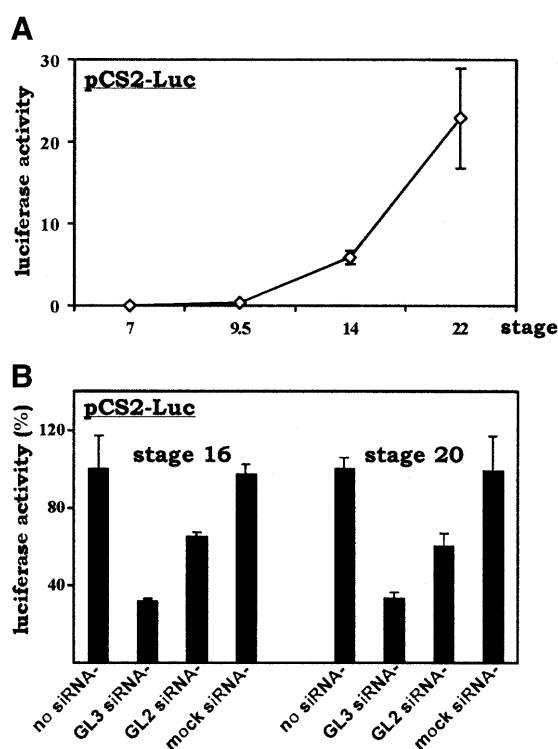 A
pCS2-Luc
luciferase activity
30
20
10
0
7 9.5 14 22 stage
B
pCS2-Luc
luciferase activity (%)
120
80
40
stage 16 stage 20
no siRNA- GL3 siRNA- GL2 siRNA- mock siRNA- no siRNA- GL3 siRNA- GL2 siRNA- mock siRNA-